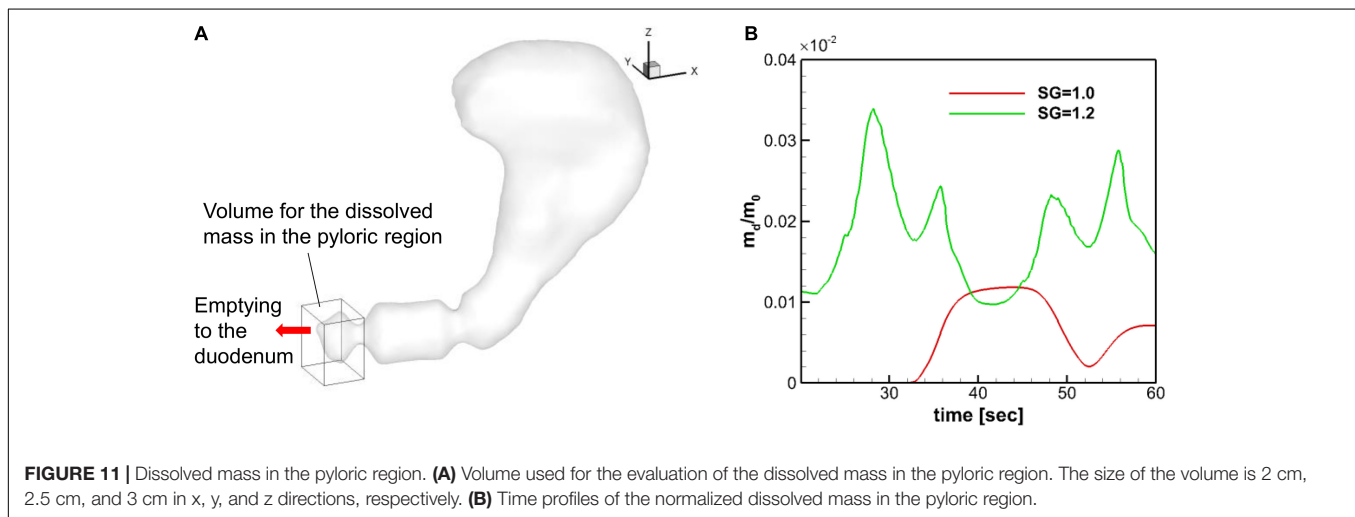 A
Z
Y
X
Volume for the dissolved
mass in the pyloric region
Emptying
to the
duodenum
B
×10⁻²
0.04
0.03
0.02
0.01
0
m_d/m_0
SG=1.0
SG=1.2
30
40
50
60
time [sec]
FIGURE 11 | Dissolved mass in the pyloric region. (A) Volume used for the evaluation of the dissolved mass in the pyloric region. The size of the volume is 2 cm,
2.5 cm, and 3 cm in x, y, and z directions, respectively. (B) Time profiles of the normalized dissolved mass in the pyloric region.